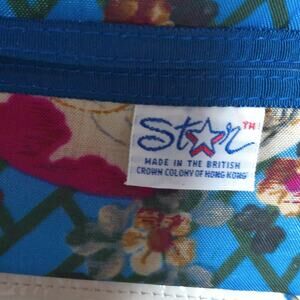 Star TM
MADE IN THE BRITISH
CROWN COLONY OF HONG KONG